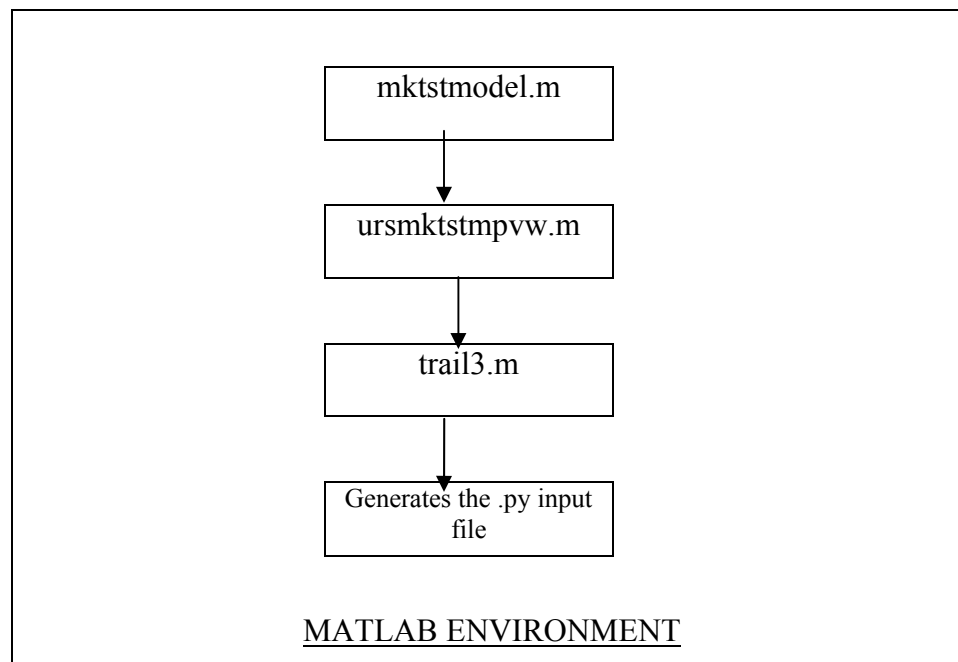 mktstmodel.m
ursmktstmpvw.m
trail3.m
Generates the .py input
file
MATLAB ENVIRONMENT